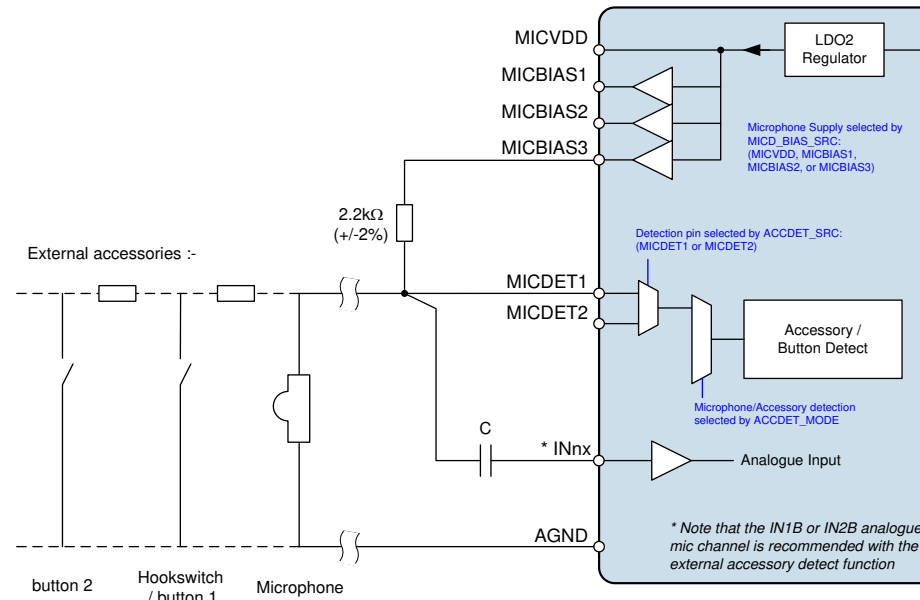 MICVDD
LDO2
Regulator
MICBIAS1
MICBIAS2
MICBIAS3
Microphone Supply selected by
MICD_BIAS_SRC:
(MICVDD, MICBIAS1,
MICBIAS2, or MICBIAS3)
2.2kΩ
(+/-2%)
External accessories :-
Detection pin selected by ACCDET_SRC:
(MICDET1 or MICDET2)
MICDET1
MICDET2
Accessory /
Button Detect
Microphone/Accessory detection
selected by ACCDET_MODE
C
* INnx
Analogue Input
AGND
* Note that the IN1B or IN2B analogue
mic channel is recommended with the
external accessory detect function
button 2
Hookswitch
/ button 1
Microphone